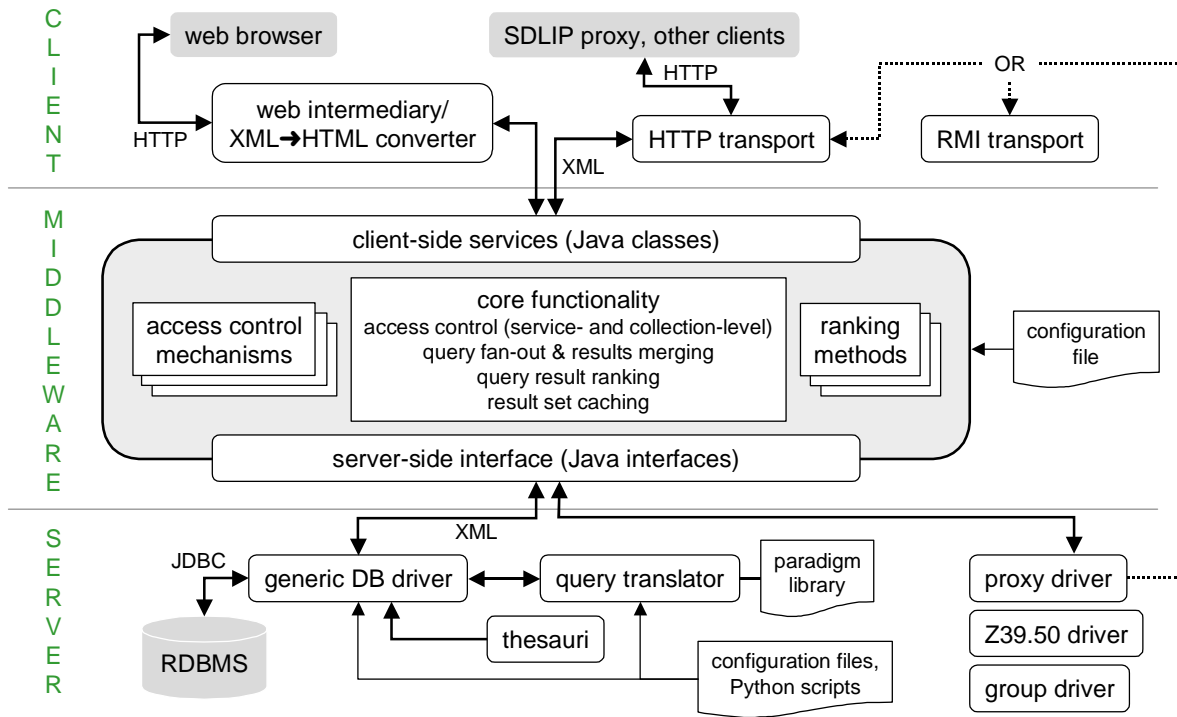 CLIENT
web browser
SDLIP proxy, other clients
HTTP
OR
HTTP
web intermediary/
XML➔HTML converter
HTTP transport
RMI transport
XML
MIDDLEWARE
client-side services (Java classes)
access control
mechanisms
core functionality
access control (service- and collection-level)
query fan-out & results merging
query result ranking
result set caching
ranking
methods
configuration
file
server-side interface (Java interfaces)
SERVER
XML
JDBC
generic DB driver
query translator
paradigm
library
proxy driver
thesauri
Z39.50 driver
RDBMS
configuration files,
Python scripts
group driver